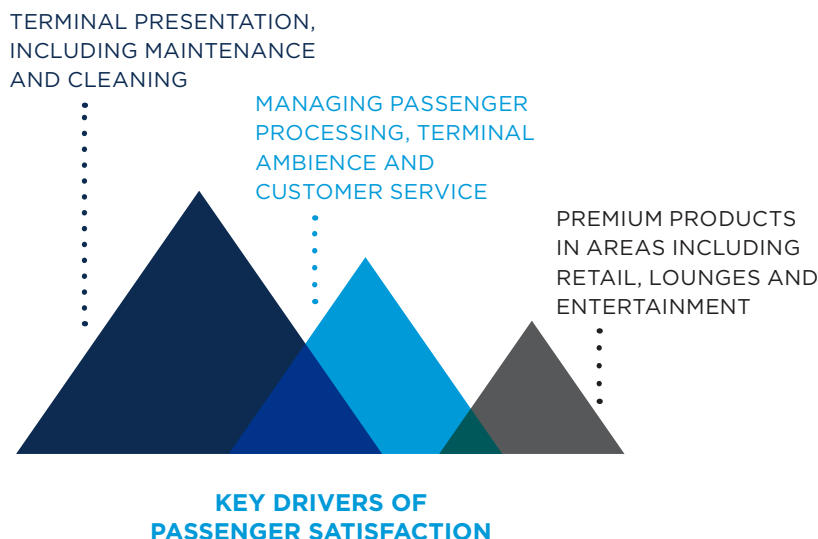 TERMINAL PRESENTATION,
INCLUDING MAINTENANCE
AND CLEANING
MANAGING PASSENGER
PROCESSING, TERMINAL
AMBIENCE AND
CUSTOMER SERVICE
PREMIUM PRODUCTS
IN AREAS INCLUDING
RETAIL, LOUNGES AND
ENTERTAINMENT
KEY DRIVERS OF
PASSENGER SATISFACTION